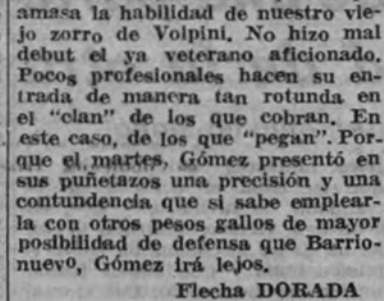 amasa la habilidad de nuestro vie-
jo zorro de Volpini. No hizo mal
debut el ya veterano aficionado.
Pocos profesionales hacen su en-
trada de manera tan rotunda en
el "clan" de los que cobran. En
este caso, de los que "pegan". Por-
que el martes, Gómez presentó en
sus puñetazos una precisión y una
contundencia que si sabe emplear-
la con otros pesos gallos de mayor
posibilidad de defensa que Barrio-
nuevo, Gómez irá lejos.
Flecha DORADA